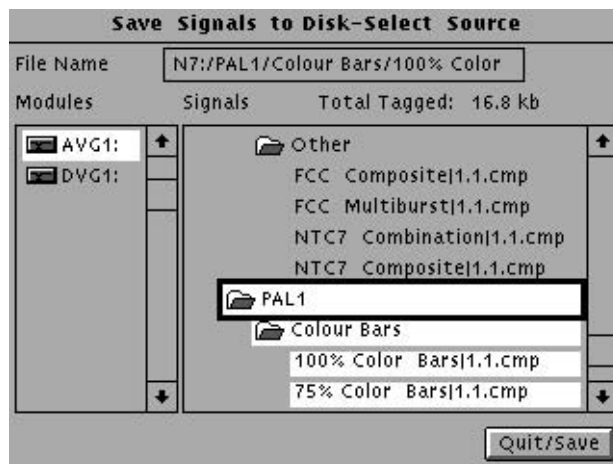 Save Signals to Disk-Select Source
File Name N7:/PAL1/Colour Bars/100% Color
Modules Signals Total Tagged: 16.8 kb
AVG1: Other
DVG1: FCC Composite|1.1.cmp
FCC Multiburst|1.1.cmp
NTC7 Combination|1.1.cmp
NTC7 Composite|1.1.cmp
PAL1
Colour Bars
100% Color Bars|1.1.cmp
75% Color Bars|1.1.cmp
Quit/Save